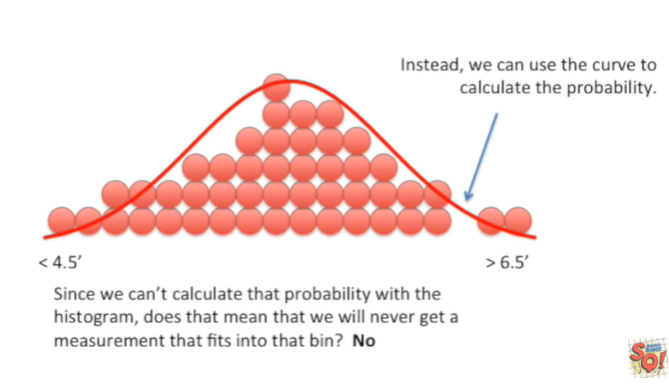 Instead, we can use the curve to
calculate the probability.
< 4.5′
> 6.5′
Since we can't calculate that probability with the
histogram, does that mean that we will never get a
measurement that fits into that bin? No